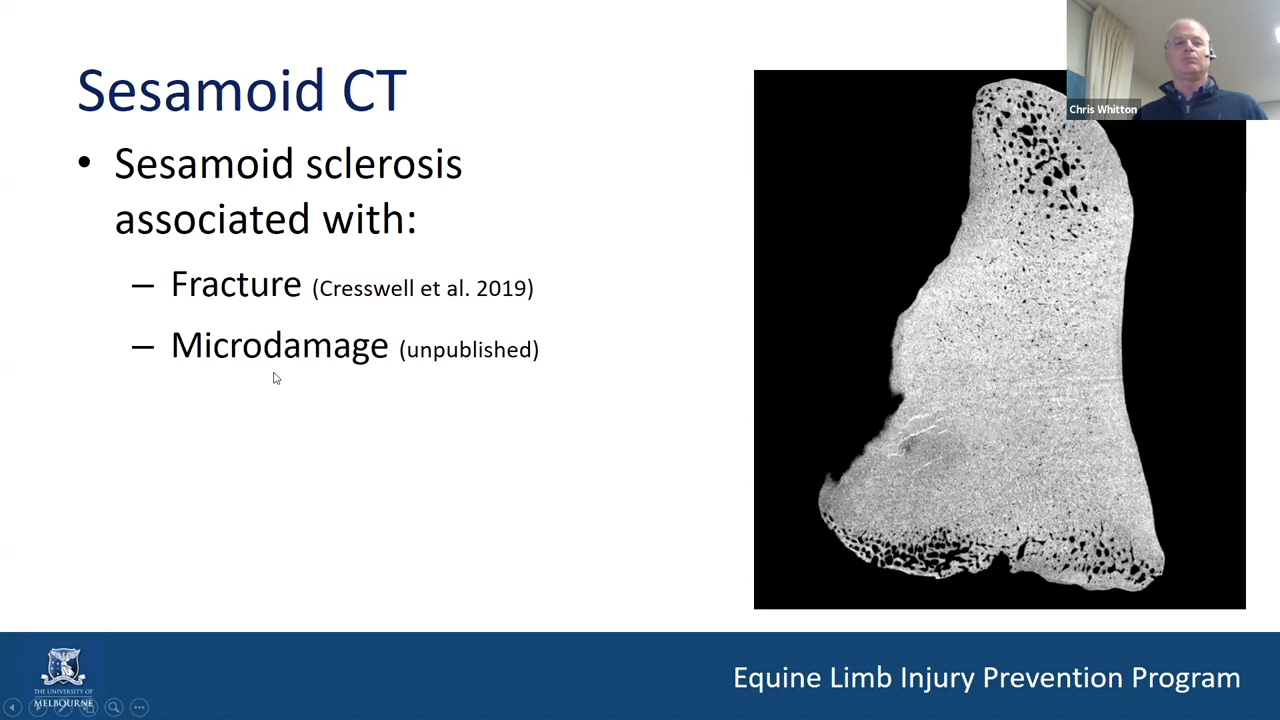 Sesamoid CT
• Sesamoid sclerosis
associated with:
– Fracture (Cresswell et al. 2019)
– Microdamage (unpublished)
Chris Whitton
THE UNIVERSITY OF
MELBOURNE
Equine Limb Injury Prevention Program